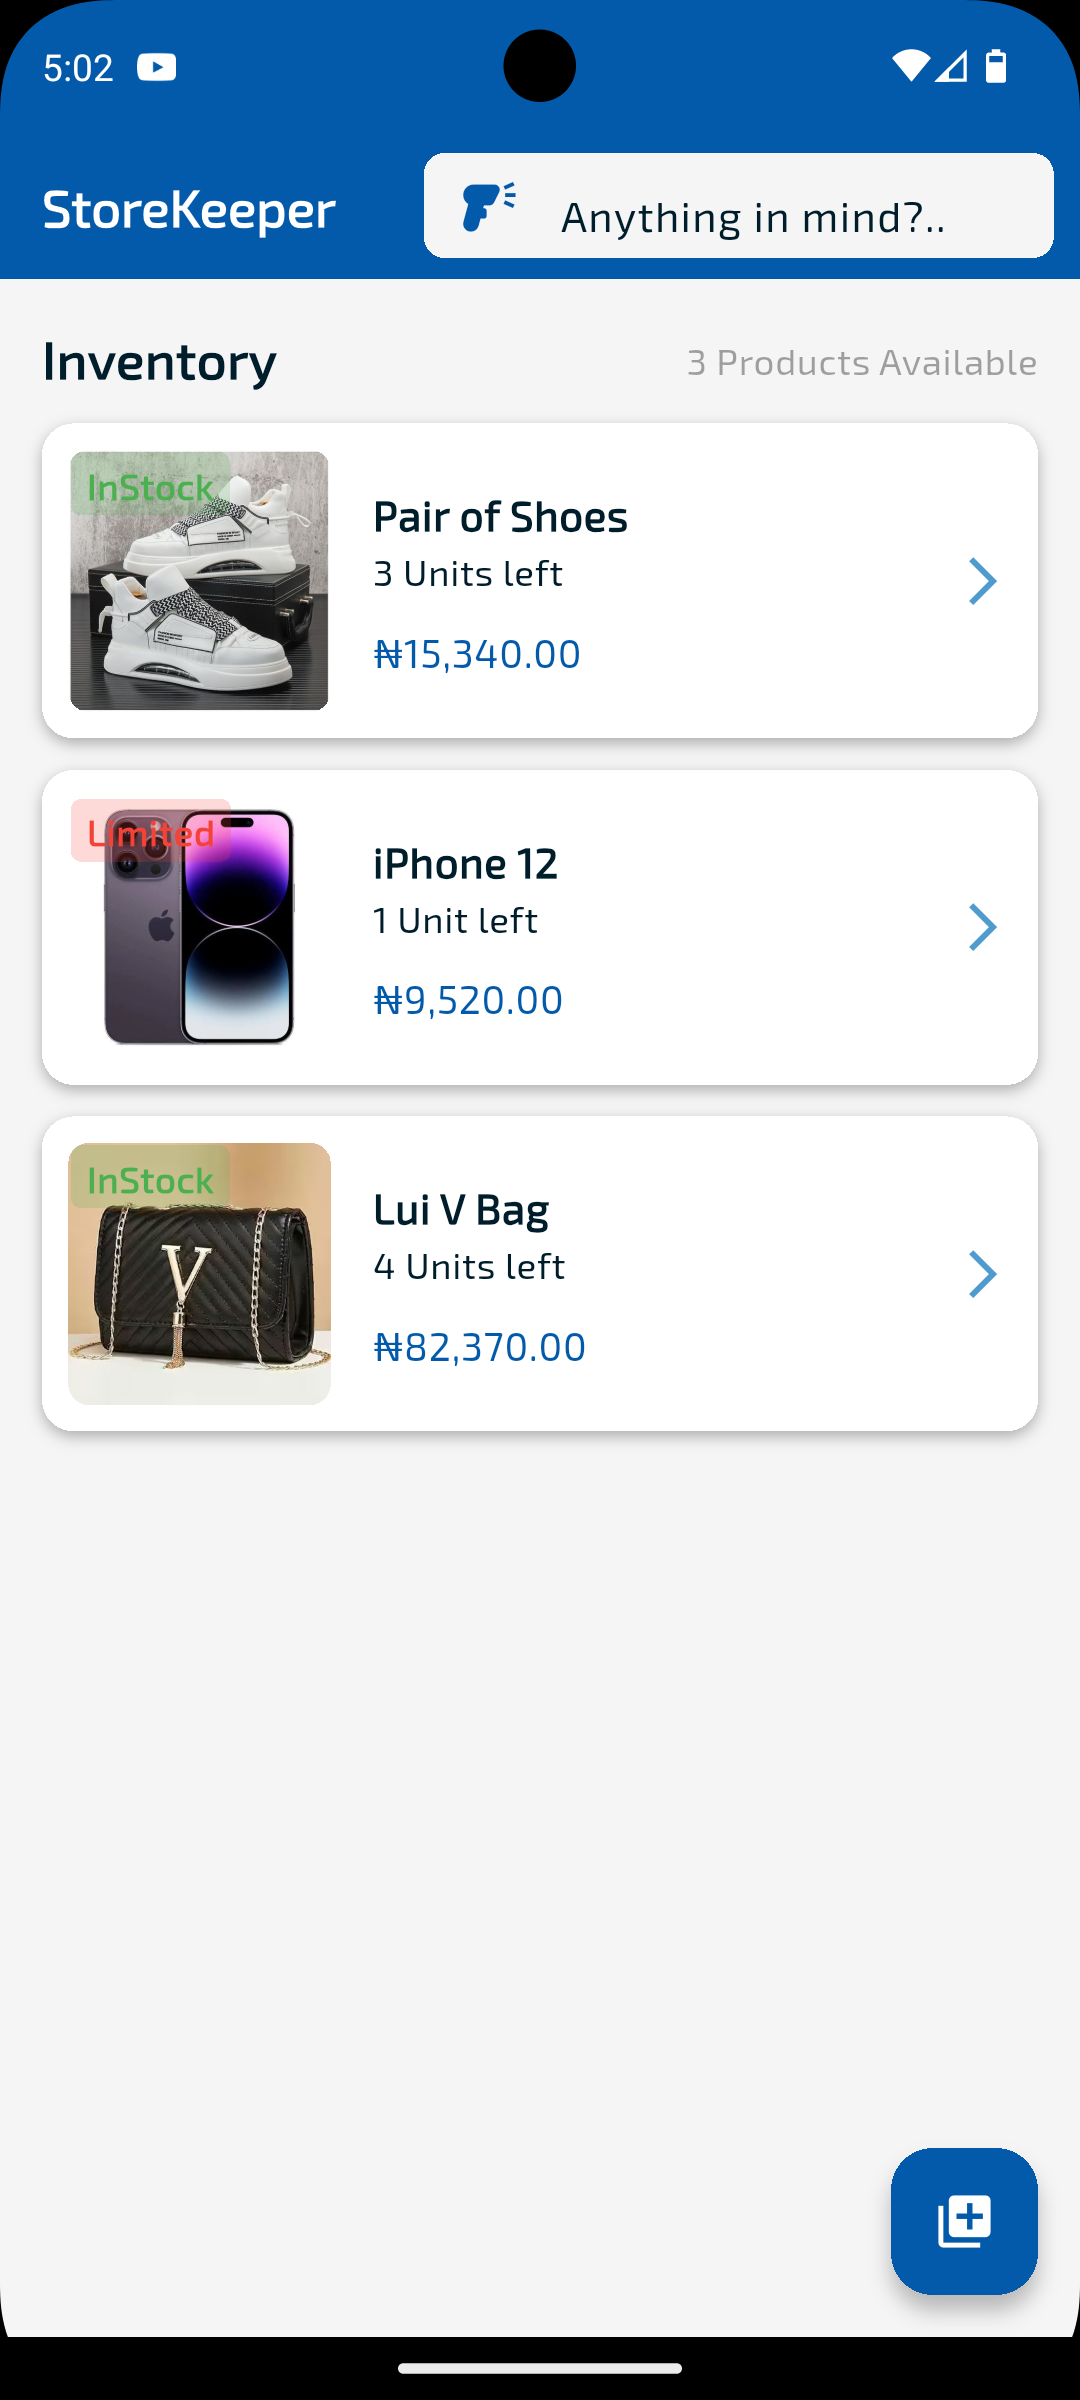 5:02
StoreKeeper
Anything in mind?..
Inventory
3 Products Available
InStock
Pair of Shoes
3 Units left
₦15,340.00
Limited
iPhone 12
1 Unit left
₦9,520.00
InStock
V
Lui V Bag
4 Units left
₦82,370.00